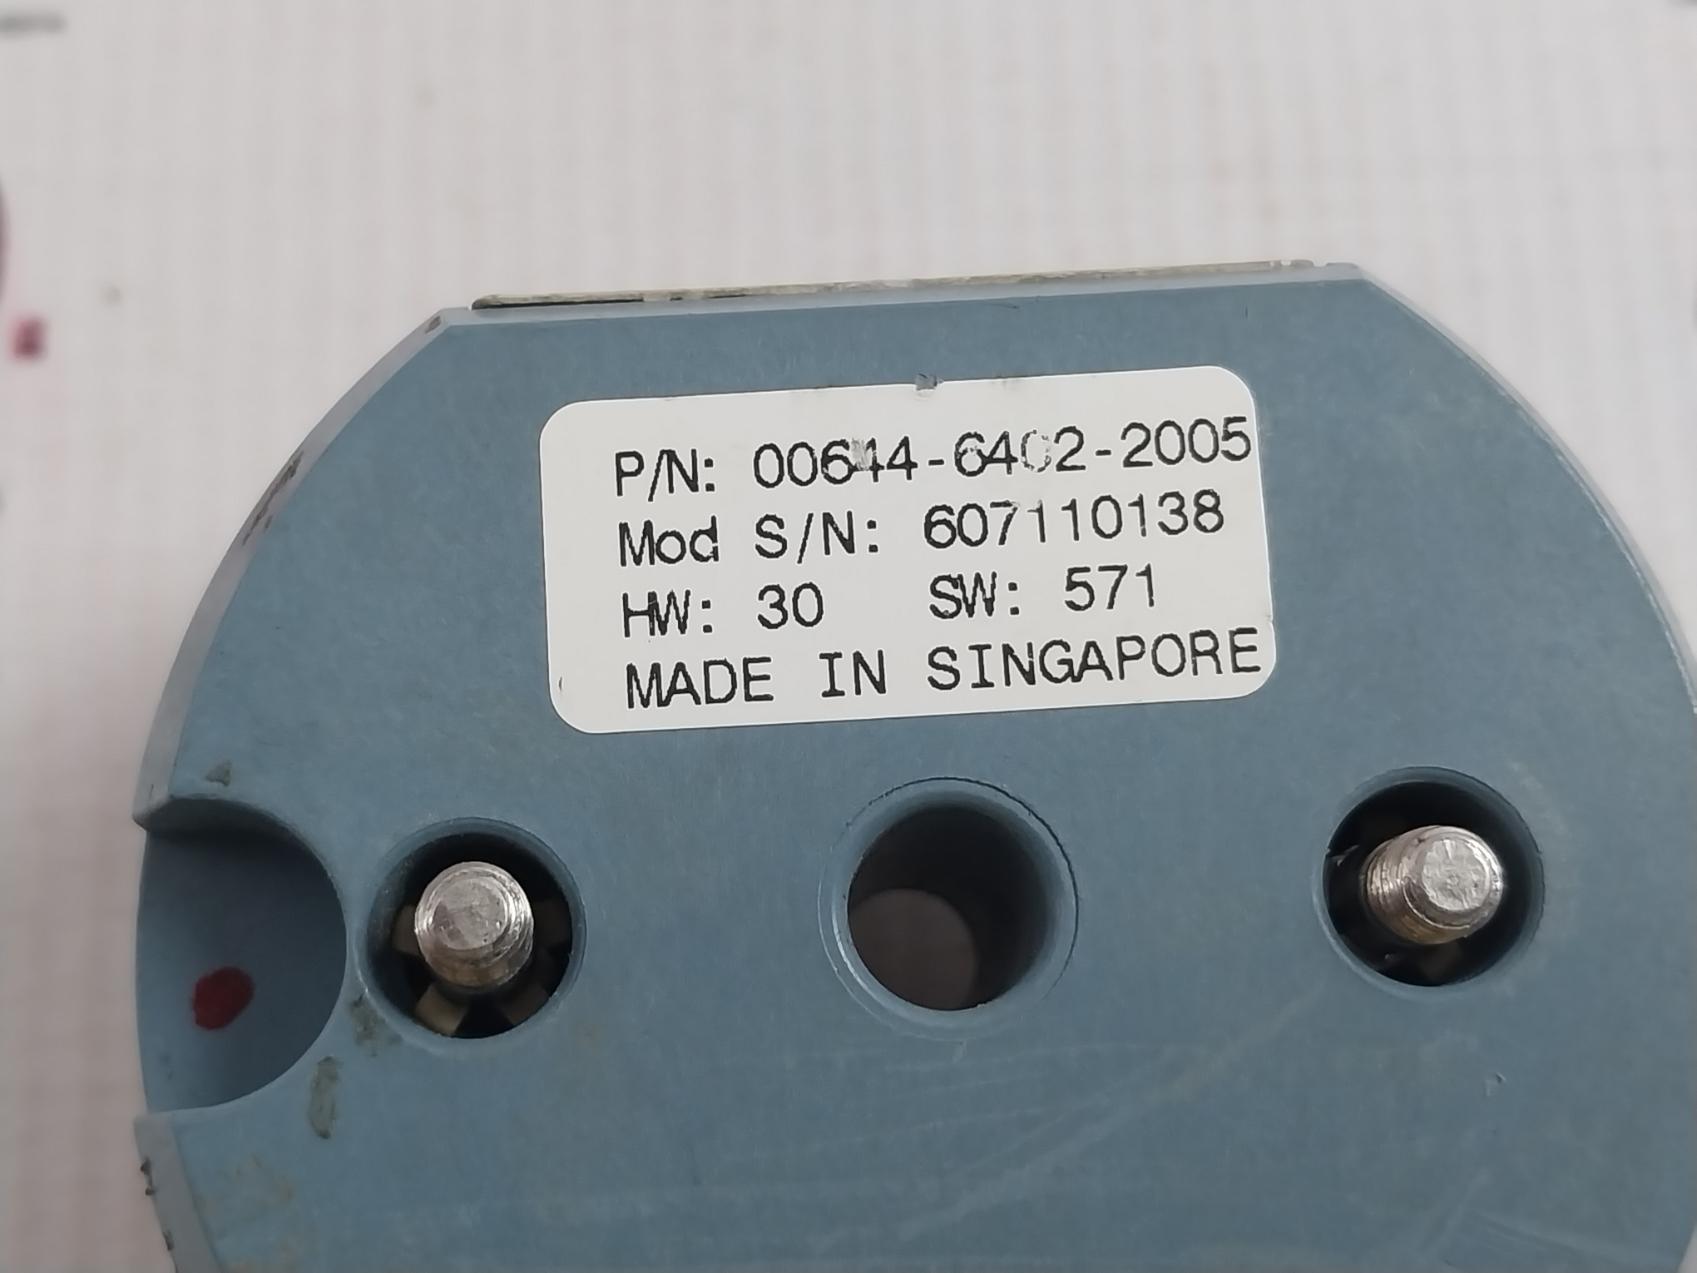 P/N: 00644-6402-2005
Mod S/N: 607110138
HW: 30 SW: 571
MADE IN SINGAPORE